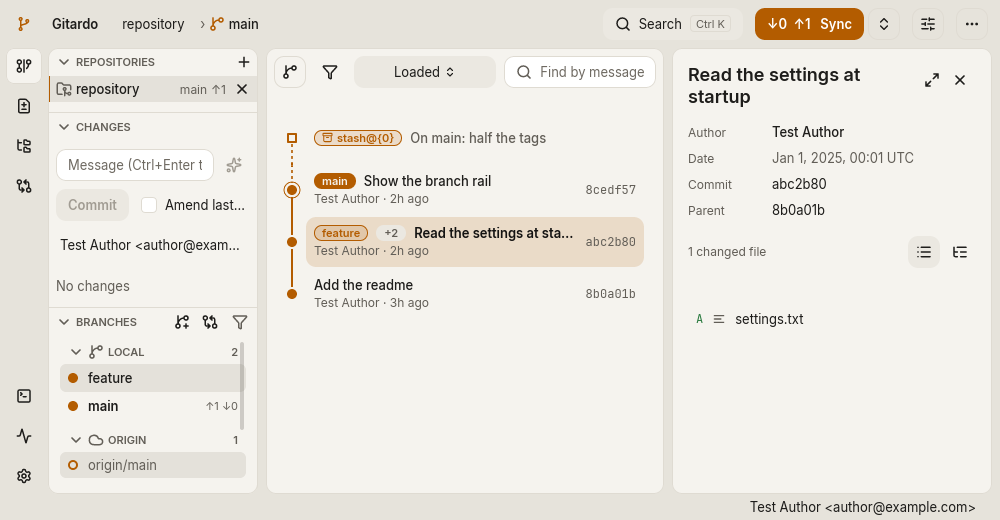 Gitardo
repository
main
Search
Ctrl K
↓0 ↑1 Sync
REPOSITORIES
repository
main ↑1
CHANGES
Message (Ctrl+Enter t
Commit
Amend last...
Test Author <author@exam...
No changes
BRANCHES
LOCAL
2
feature
main
↑1 ↓0
ORIGIN
1
origin/main
Loaded
Find by message
stash@{0}
On main: half the tags
main
Show the branch rail
Test Author · 2h ago
8cedf57
feature
+2
Read the settings at sta...
Test Author · 2h ago
abc2b80
Add the readme
Test Author · 3h ago
8b0a01b
Read the settings at
startup
Author
Test Author
Date
Jan 1, 2025, 00:01 UTC
Commit
abc2b80
Parent
8b0a01b
1 changed file
A
settings.txt
Test Author <author@example.com>